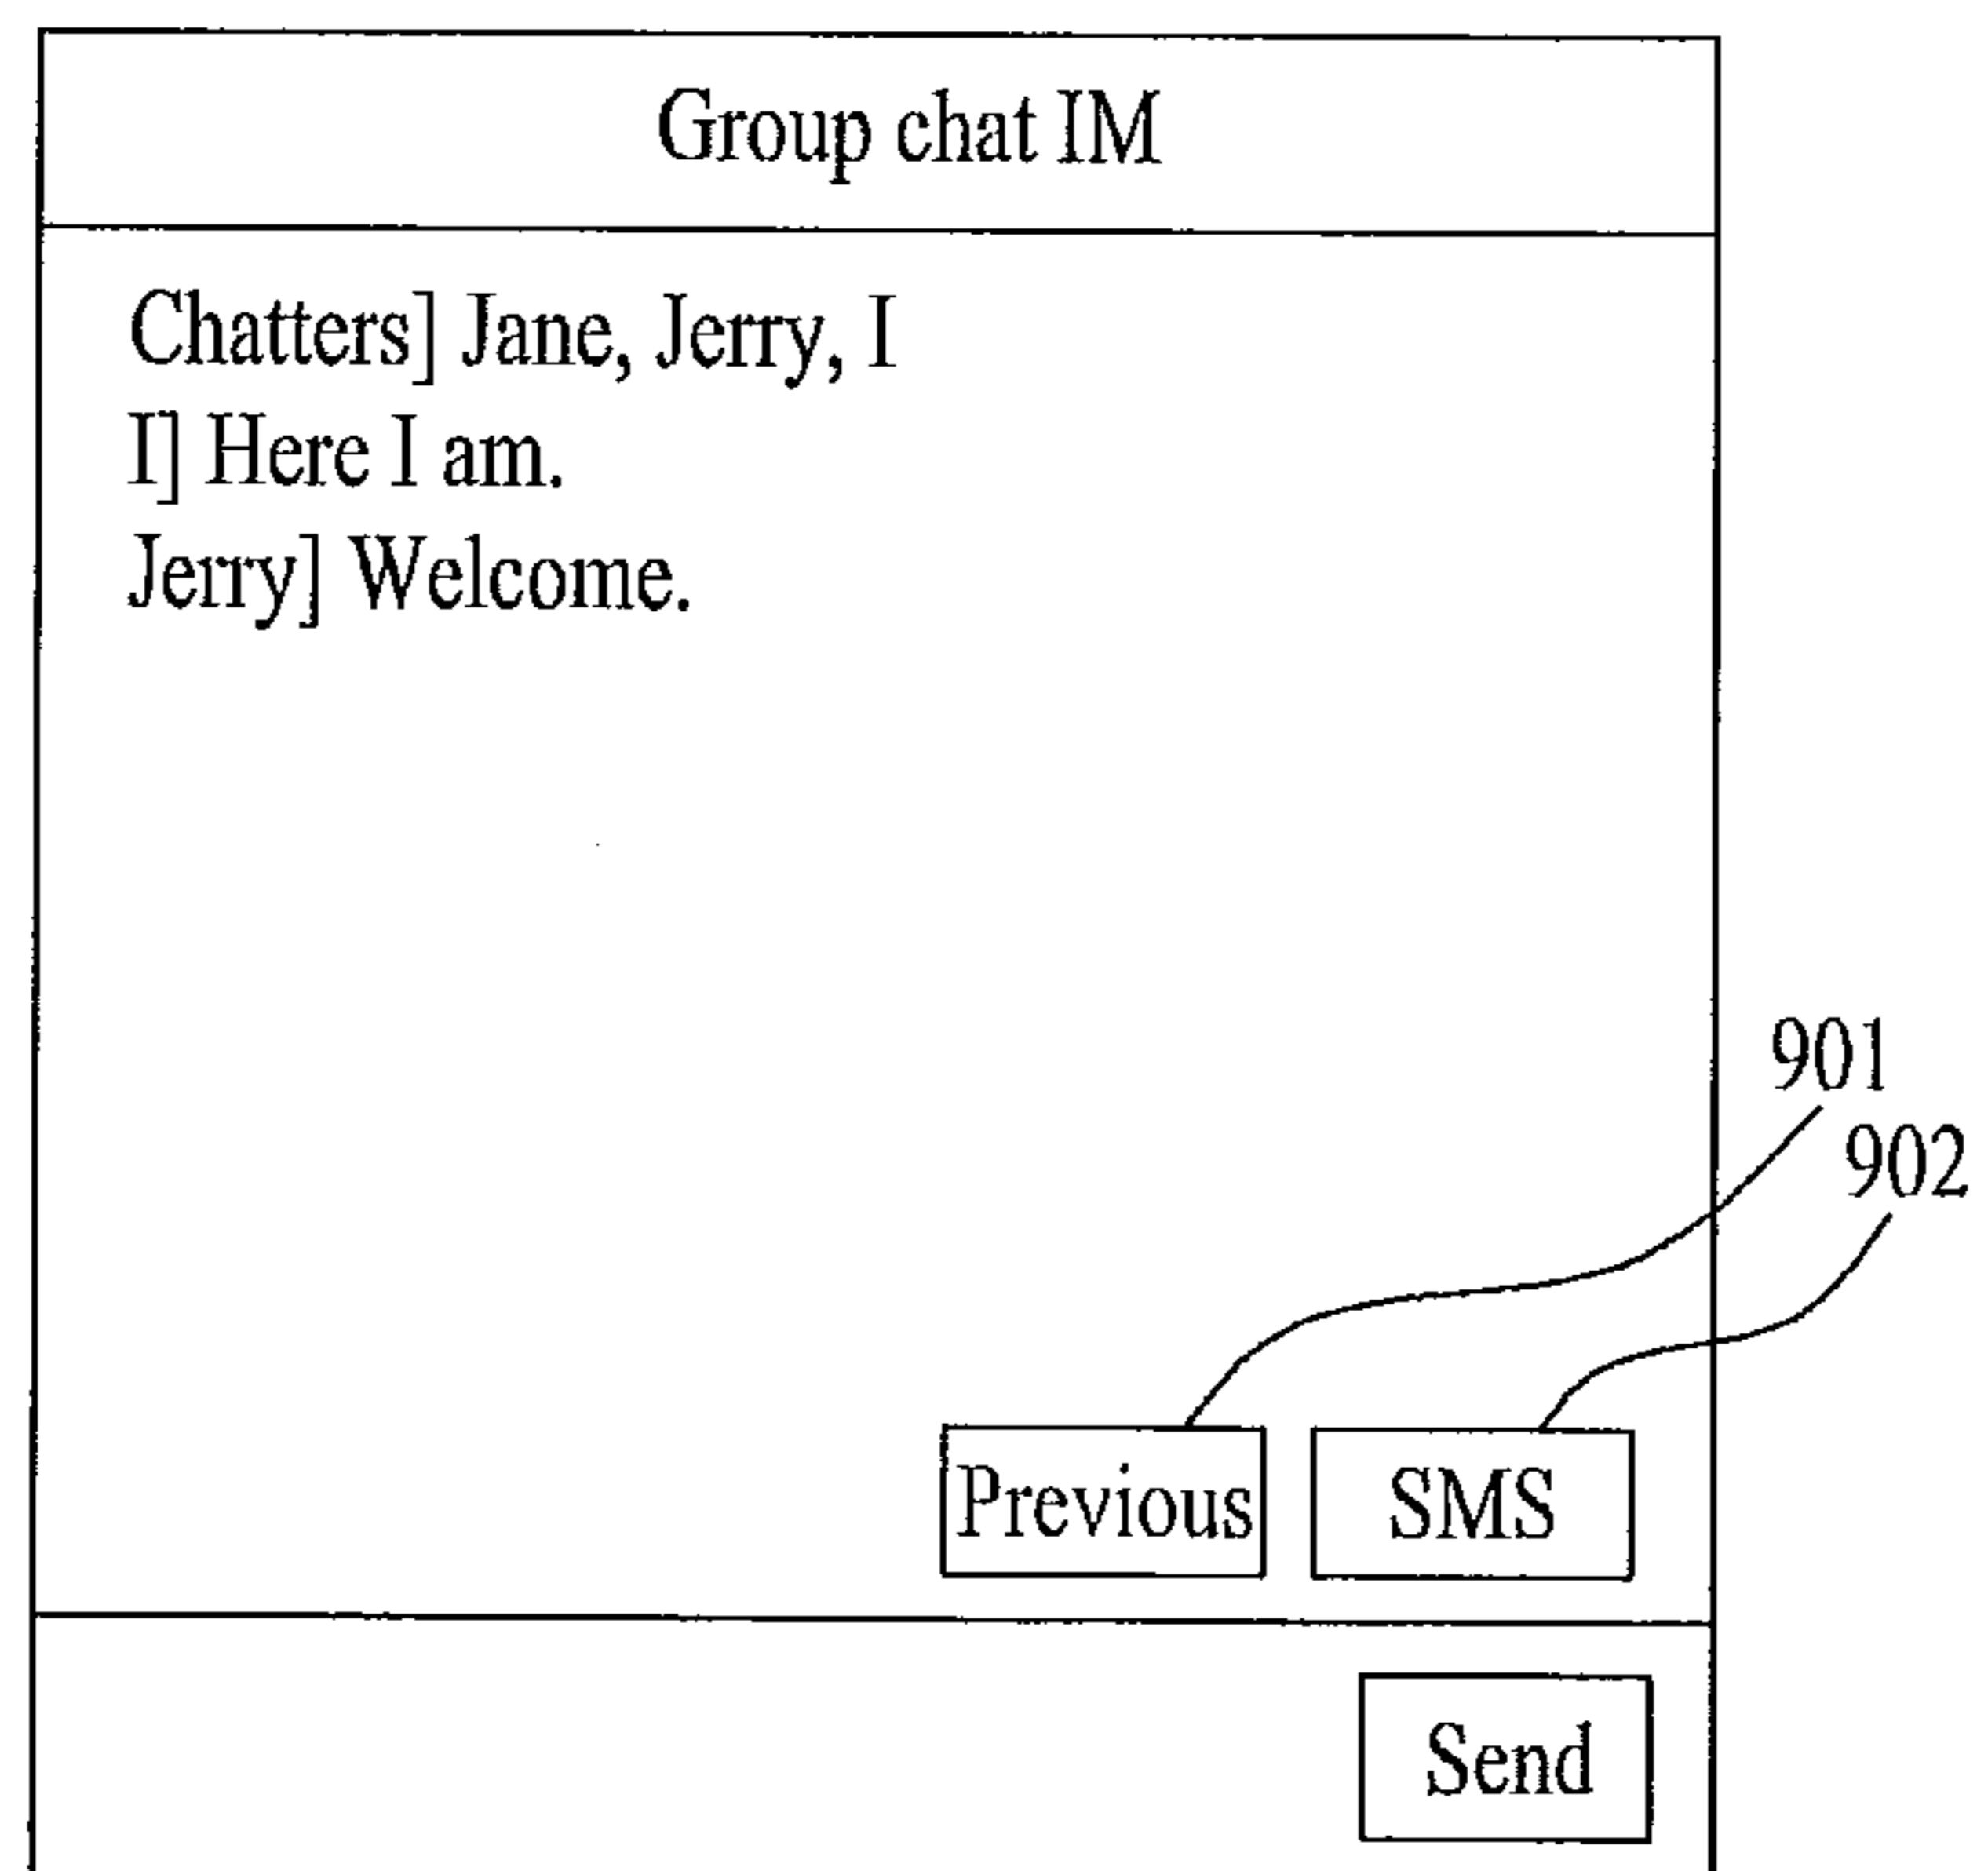 Group chat IM
Chatters] Jane, Jerry, I
I] Here I am.
Jerry] Welcome.
901
902
Previous SMS
Send